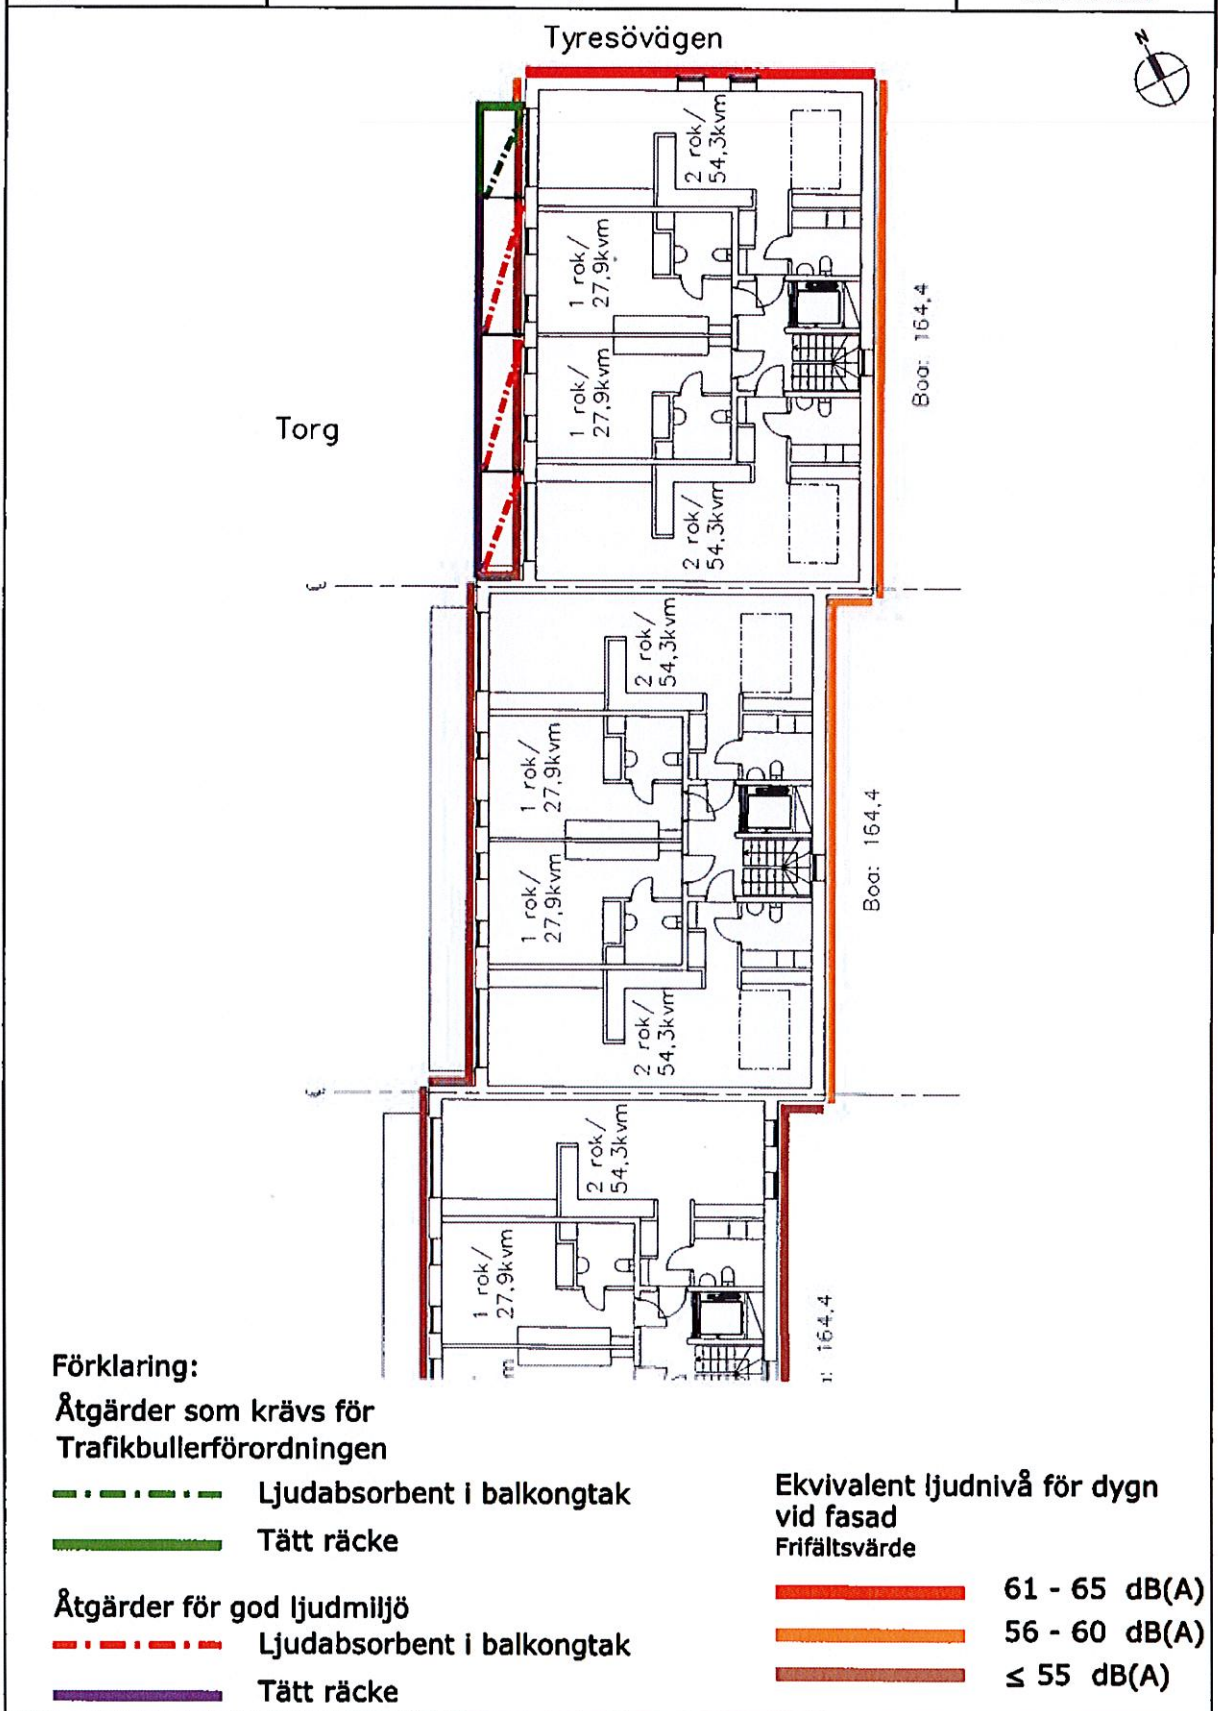 Tyresövägen
N
2 rok/
54,3kvm
1 rok/
27,9kvm
Boa: 164,4
1 rok/
27,9kvm
Torg
2 rok/
54,3kvm
2 rok/
54,3kvm
1 rok/
27,9kvm
Boa: 164,4
1 rok/
27,9kvm
2 rok/
54,3kvm
2 rok/
54,3kvm
1 rok/
27,9kvm
164,4
m
Förklaring:
Åtgärder som krävs för
Trafikbullerförordningen
Ljudabsorbent i balkongtak
Tätt räcke
Åtgärder för god ljudmiljö
Ljudabsorbent i balkongtak
Tätt räcke
Ekvivalent ljudnivå för dygn
vid fasad
Frifältsvärde
61 - 65 dB(A)
56 - 60 dB(A)
≤ 55 dB(A)